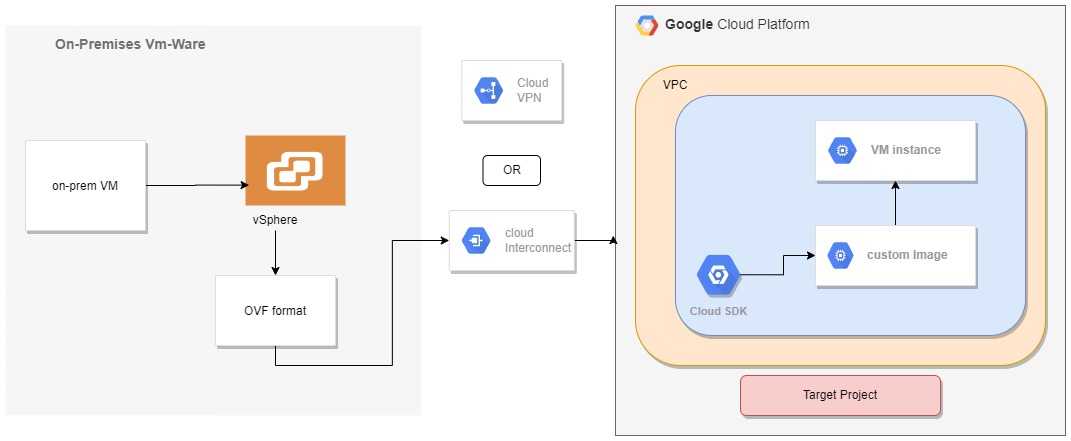 On-Premises Vm-Ware
on-prem VM
vSphere
OVF format
Cloud
VPN
OR
cloud
Interconnect
Google Cloud Platform
VPC
VM instance
custom Image
Cloud SDK
Target Project